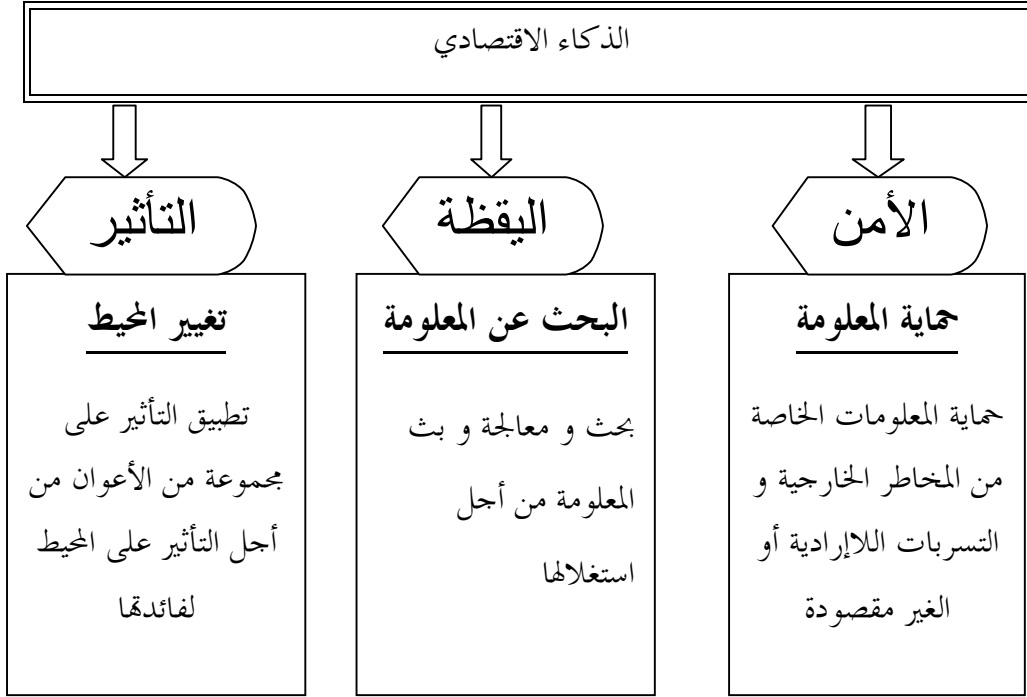 الذكاء الاقتصادي
الأمن
حماية المعلومة
حماية المعلومات الخاصة
من المخاطر الخارجية و
التسربات اللاإرادية أو
الغير مقصودة
اليقظة
البحث عن المعلومة
بحث و معالجة و بث
المعلومة من أجل
استغلالها
التأثير
تغيير المحيط
تطبيق التأثير على
مجموعة من الأعوان من
أجل التأثير على المحيط
لفائدتها